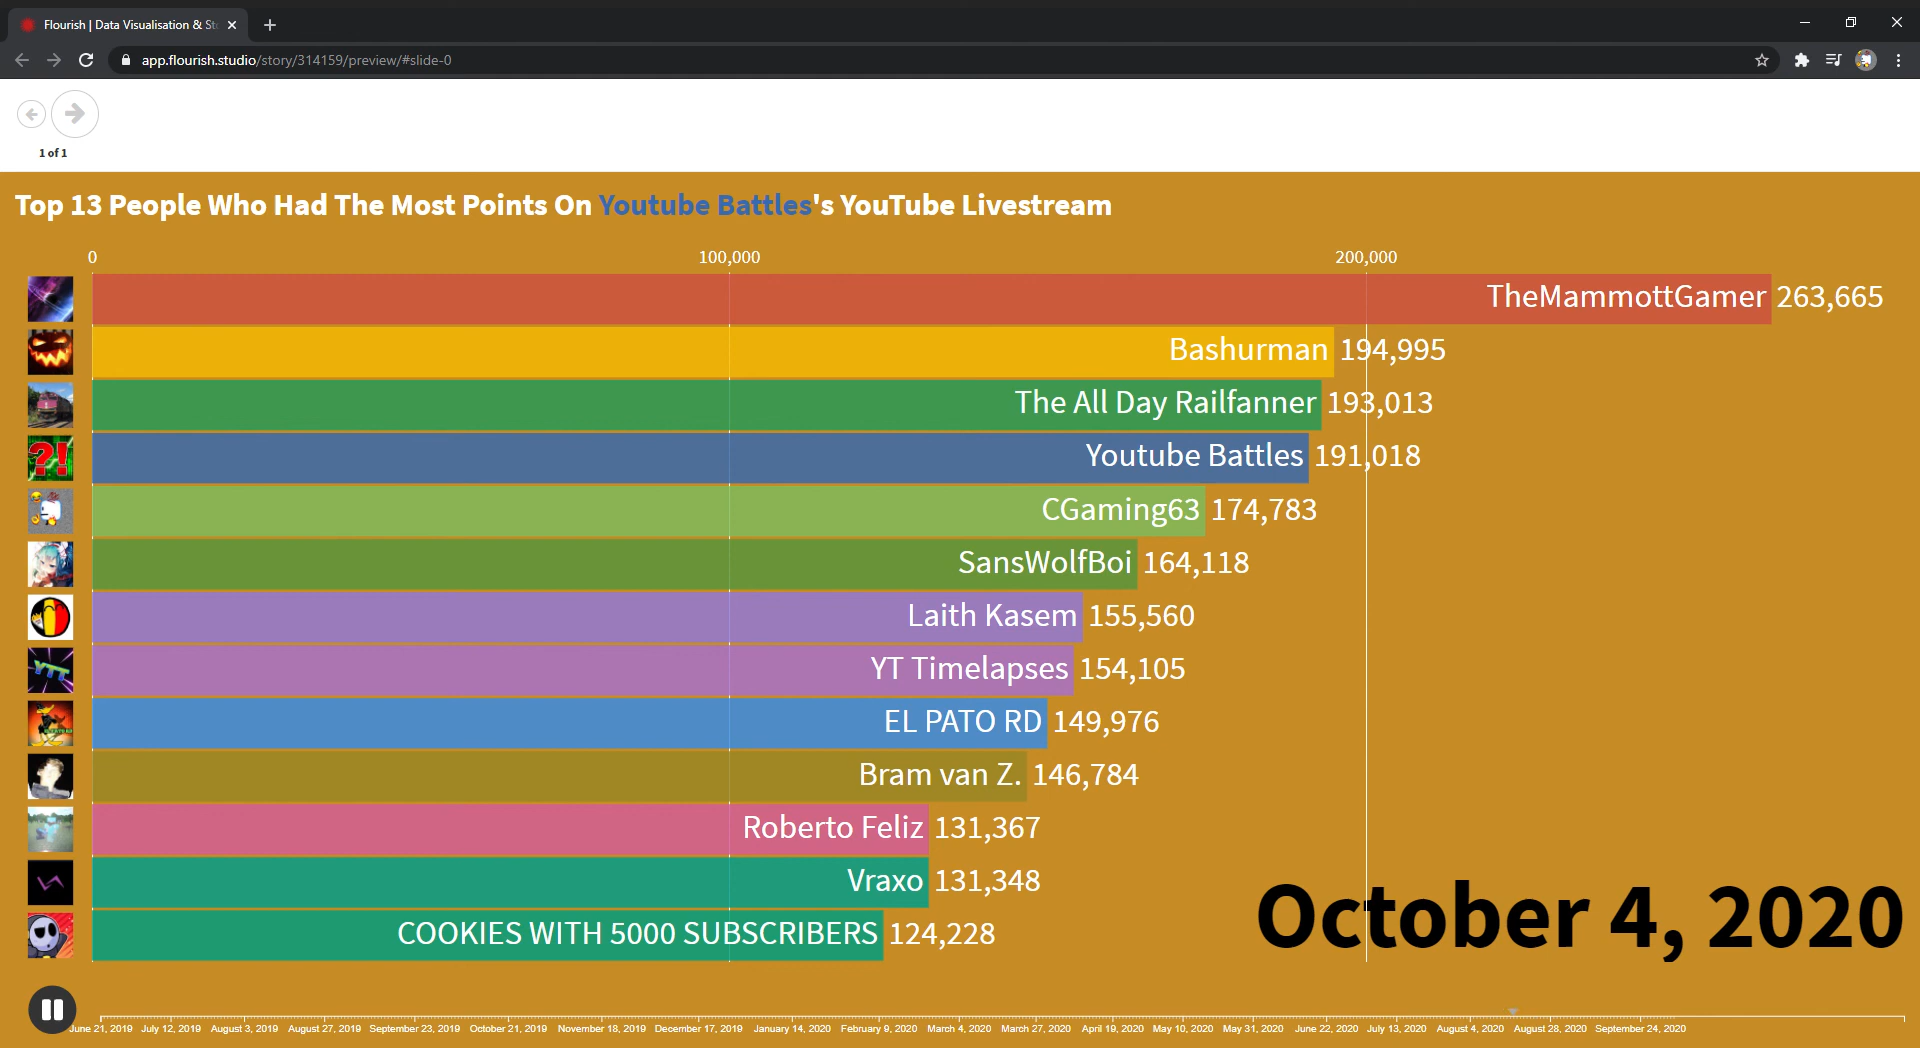 Flourish | Data Visualisation & St
app.flourish.studio/story/314159/preview/#slide-0
1 of 1
Top 13 People Who Had The Most Points On Youtube Battles's YouTube Livestream
0 100,000 200,000
TheMammottGamer 263,665
Bashurman 194,995
The All Day Railfanner 193,013
?! Youtube Battles 191,018
CGaming63 174,783
SansWolfBoi 164,118
Laith Kasem 155,560
YTT YT Timelapses 154,105
EL PATO RD 149,976
Bram van Z. 146,784
Roberto Feliz 131,367
Vraxo 131,348
COOKIES WITH 5000 SUBSCRIBERS 124,228
October 4, 2020
June 21, 2019 July 12, 2019 August 3, 2019 August 27, 2019 September 23, 2019 October 21, 2019 November 18, 2019 December 17, 2019 January 14, 2020 February 9, 2020 March 4, 2020 March 27, 2020 April 19, 2020 May 10, 2020 May 31, 2020 June 22, 2020 July 13, 2020 August 4, 2020 August 28, 2020 September 24, 2020